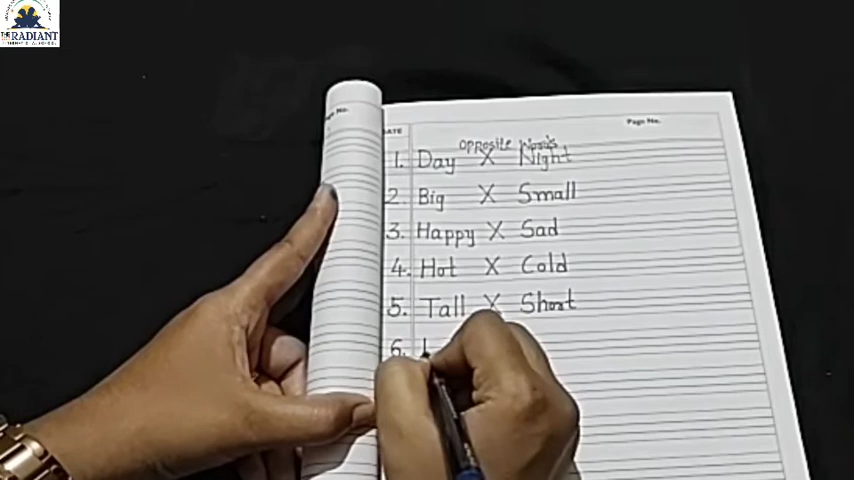 THE RADIANT
Page No.
DATE
Page No.
Opposite Words
1. Day X Night
2. Big X Small
3. Happy X Sad
4. Hot X Cold
5. Tall X Short
6.